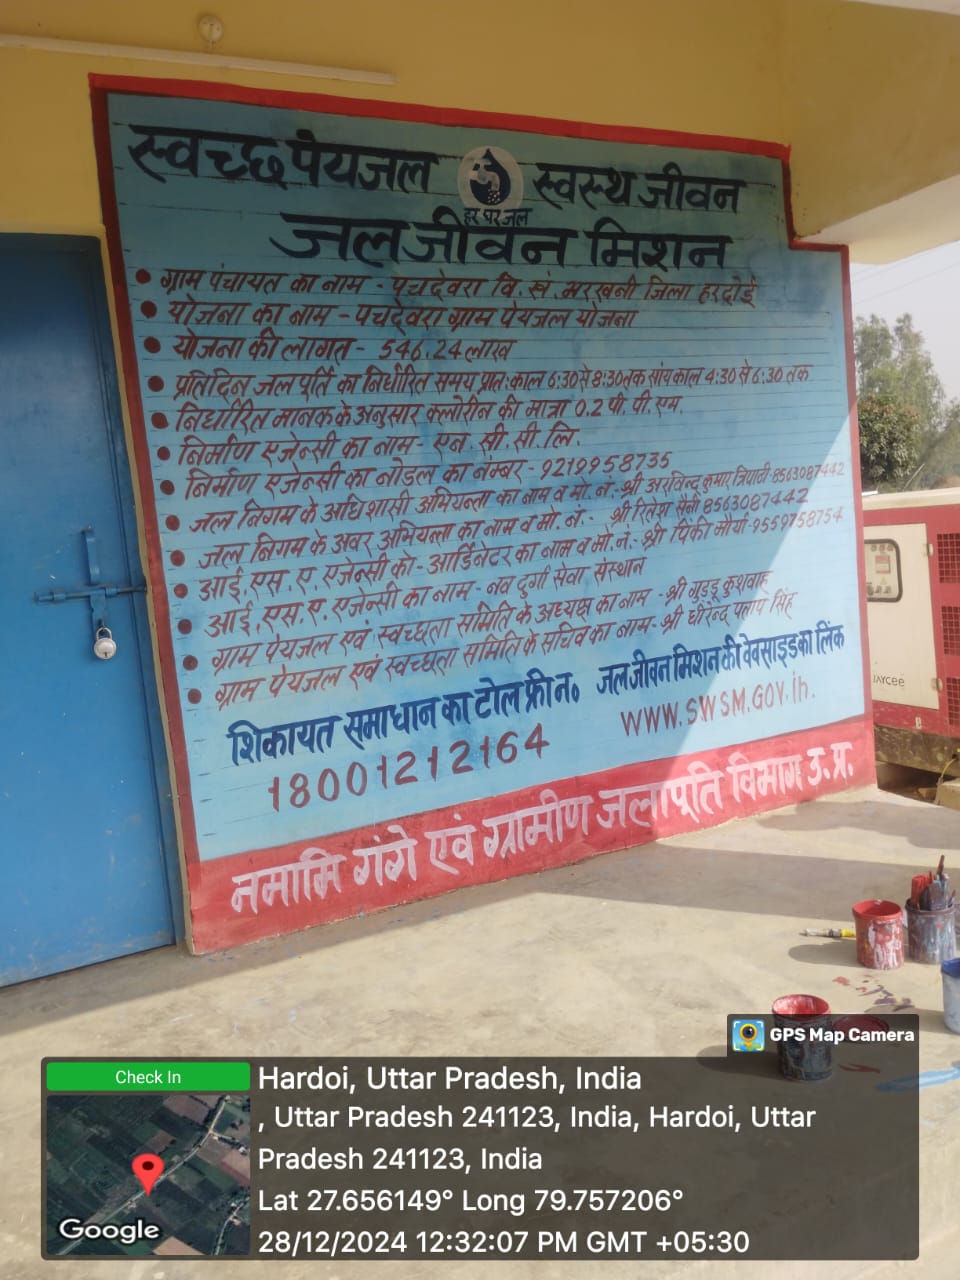 स्वच्छ पेयजल स्वस्थ जीवन
हर घर जल
जल जीवन मिशन
• ग्राम पंचायत का नाम - पचदेवरा वि. खं. भरखनी जिला हरदोई
• योजना का नाम - पचदेवरा ग्राम पेयजल योजना
• योजना की लागत - 546.24 लाख
• प्रतिदिन जल पूर्ति का निर्धारित समय प्रातः काल 6:30 से 8:30 तक सांय काल 4:30 से 6:30 तक
• निर्धारित मानक के अनुसार क्लोरीन की मात्रा 0.2 पी. पी. एम.
• निर्माण एजेन्सी का नाम - एन. सी. सी. लि.
• निर्माण एजेन्सी का नोडल का नम्बर - 9219958735
• जल निगम के अधिशासी अभियन्ता का नाम व मो. नं. - श्री अरविन्द कुमार त्रिपाठी 8563087442
• जल निगम के अवर अभियन्ता का नाम व मो. नं. - श्री रितेश सैनी 8563087442
• आई. एस. ए. एजेन्सी को - आर्डिनेटर का नाम व मो. नं. - श्री पिंकी मौर्या - 9559758754
• आई. एस. ए. एजेन्सी का नाम - नव दुर्गा सेवा संस्थान
• ग्राम पेयजल एवं स्वच्छता समिति के अध्यक्ष का नाम - श्री गुड्डू कुशवाह
• ग्राम पेयजल एवं स्वच्छता समिति के सचिव का नाम - श्री धीरेन्द्र प्रताप सिंह
शिकायत समाधान का टोल फ्री न० जल जीवन मिशन की वेबसाइड का लिंक
18001212164 www.SWSM.GOV.in.
नमामि गंगे एवं ग्रामीण जलापूर्ति विभाग उ. प्र.
JAYCEE
GPS Map Camera
Check In
Hardoi, Uttar Pradesh, India
, Uttar Pradesh 241123, India, Hardoi, Uttar
Pradesh 241123, India
Lat 27.656149° Long 79.757206°
28/12/2024 12:32:07 PM GMT +05:30
Google